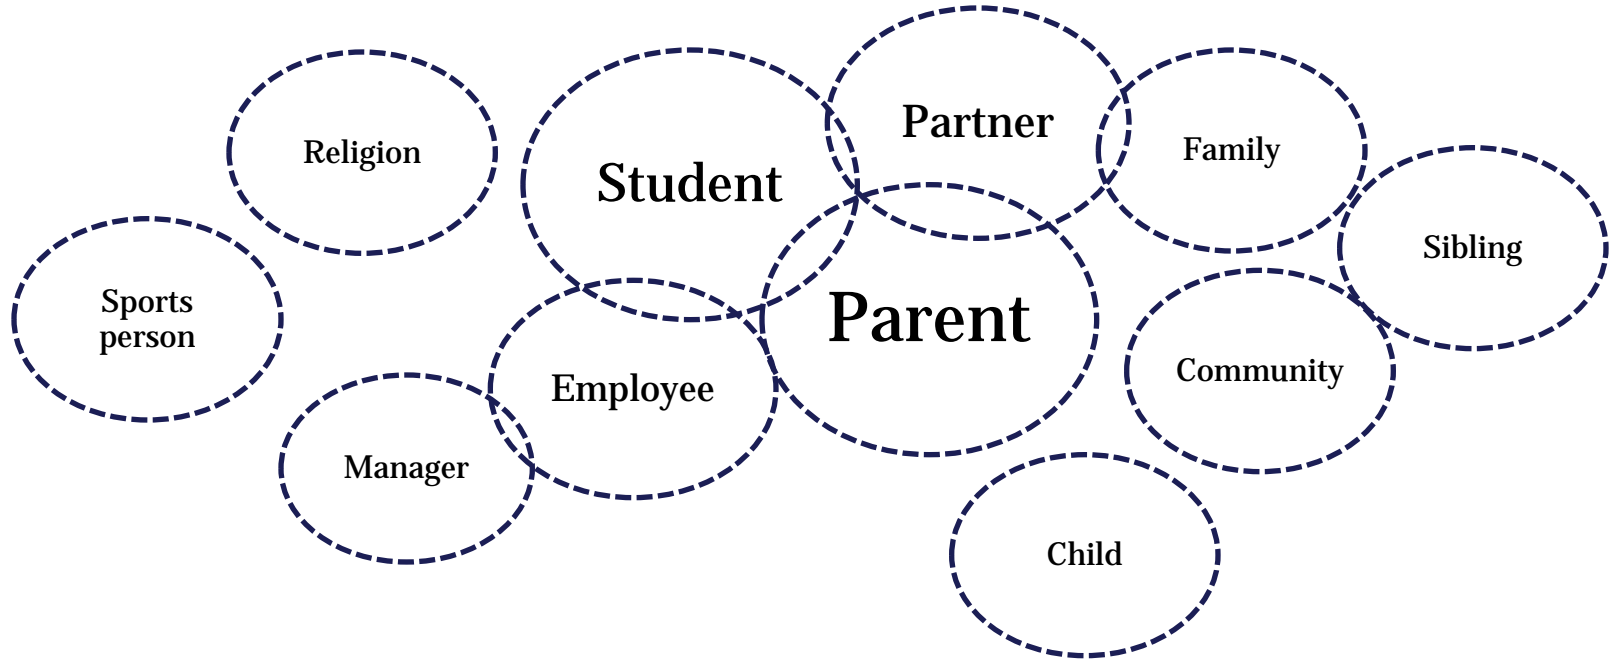 Partner
Religion
Student
Family
Sibling
Sports
person
Parent
Employee
Community
Manager
Child